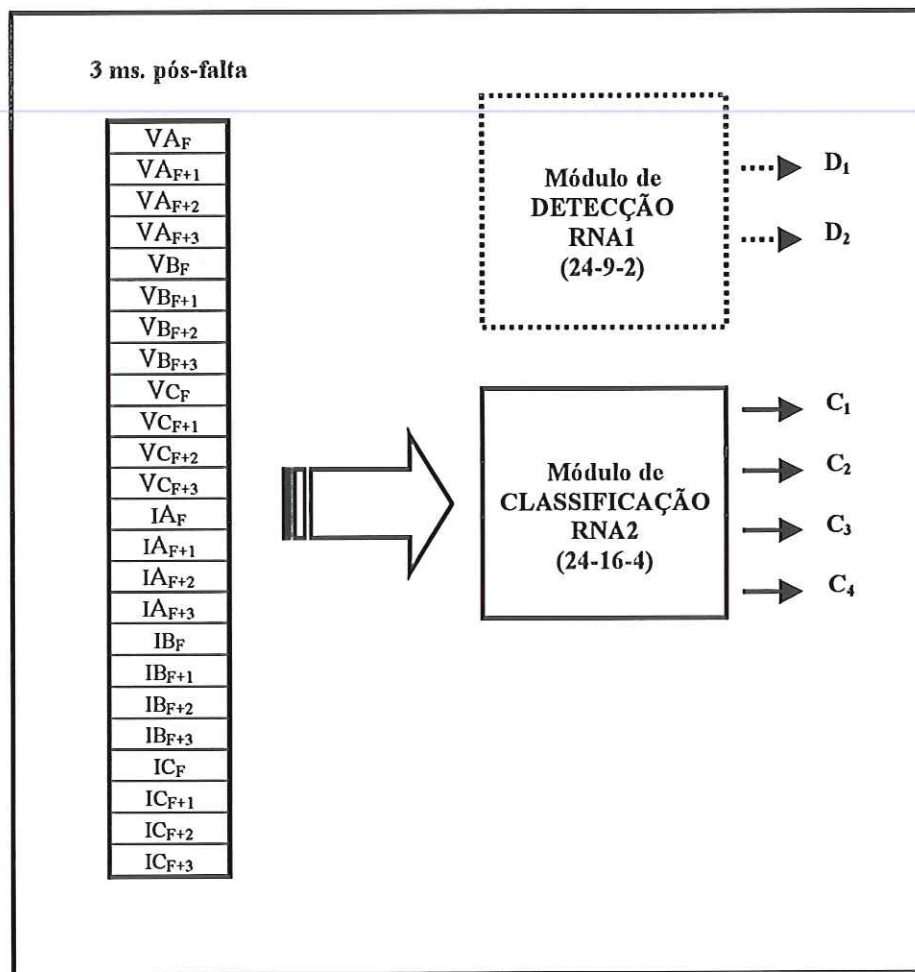 3 ms. pós-falta
VA_F
VA_F+1
VA_F+2
VA_F+3
VB_F
VB_F+1
VB_F+2
VB_F+3
VC_F
VC_F+1
VC_F+2
VC_F+3
IA_F
IA_F+1
IA_F+2
IA_F+3
IB_F
IB_F+1
IB_F+2
IB_F+3
IC_F
IC_F+1
IC_F+2
IC_F+3
Módulo de
DETECÇÃO
RNA1
(24-9-2)
D1
D2
Módulo de
CLASSIFICAÇÃO
RNA2
(24-16-4)
C1
C2
C3
C4